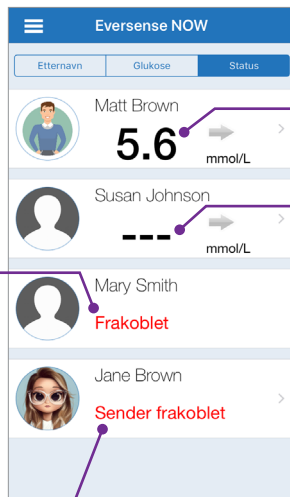 Eversense NOW
Etternavn Glukose Status
Matt Brown
5.6
mmol/L
Susan Johnson
---
mmol/L
Mary Smith
Frakoblet
Jane Brown
Sender frakoblet